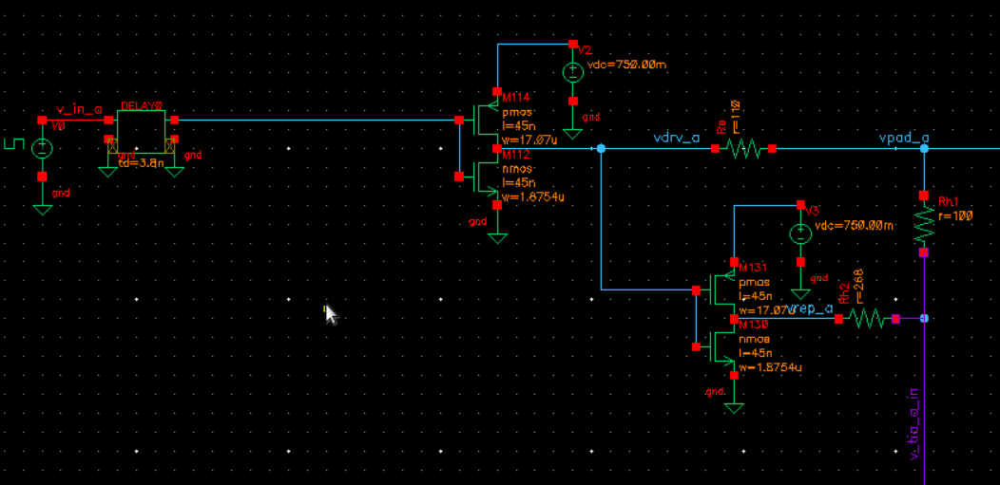 V2
vdc=750.00m
gnd
M114
pmos
l=45n
w=17.07u
M112
nmos
l=45n
w=1.8754u
gnd
v_in_a
V0
gnd
DELAY0
gnd
gnd
td=3.8n
vdrv_a
r=110
vpad_a
Rh1
r=100
V3
vdc=750.00m
gnd
M131
pmos
l=45n
w=17.07u
vrep_a
Rh2
r=268
M130
nmos
l=45n
w=1.8754u
gnd
v_tia_a_in